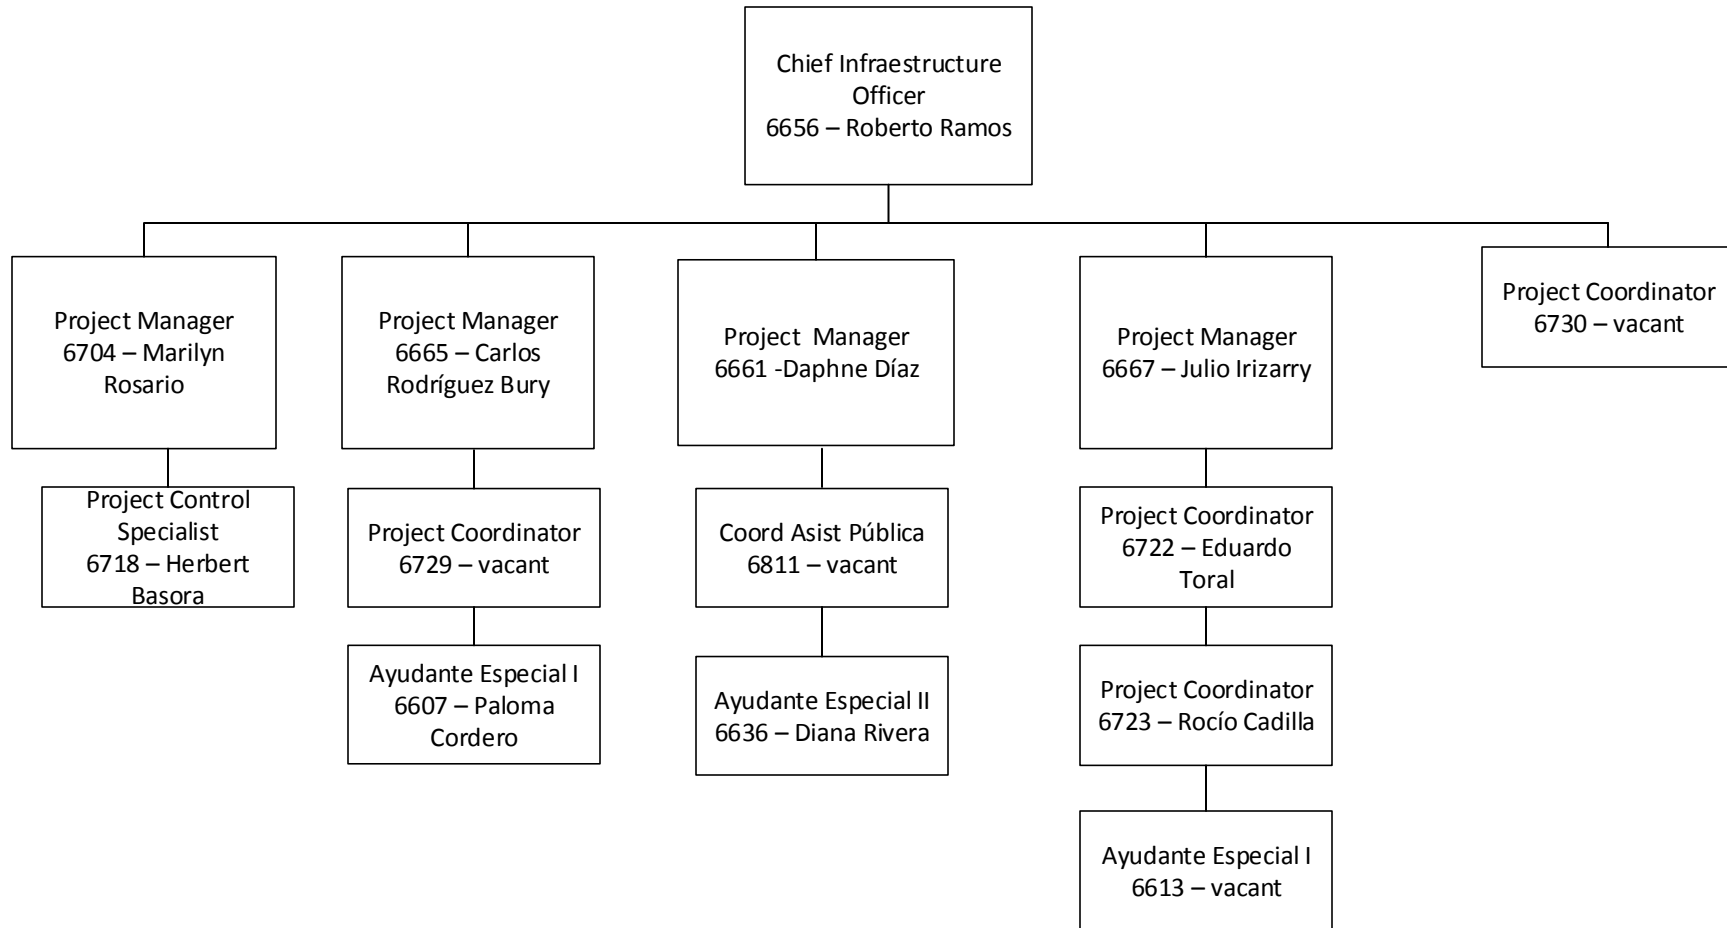 Chief Infraestructure
Officer
6656 – Roberto Ramos
Project Manager
6704 – Marilyn
Rosario
Project Manager
6665 – Carlos
Rodríguez Bury
Project  Manager
6661 -Daphne Díaz
Project Manager
6667 – Julio Irizarry
Project Coordinator
6730 – vacant
Project Control
Specialist
6718 – Herbert
Basora
Project Coordinator
6729 – vacant
Coord Asist Pública
6811 – vacant
Project Coordinator
6722 – Eduardo
Toral
Ayudante Especial I
6607 – Paloma
Cordero
Ayudante Especial II
6636 – Diana Rivera
Project Coordinator
6723 – Rocío Cadilla
Ayudante Especial I
6613 – vacant